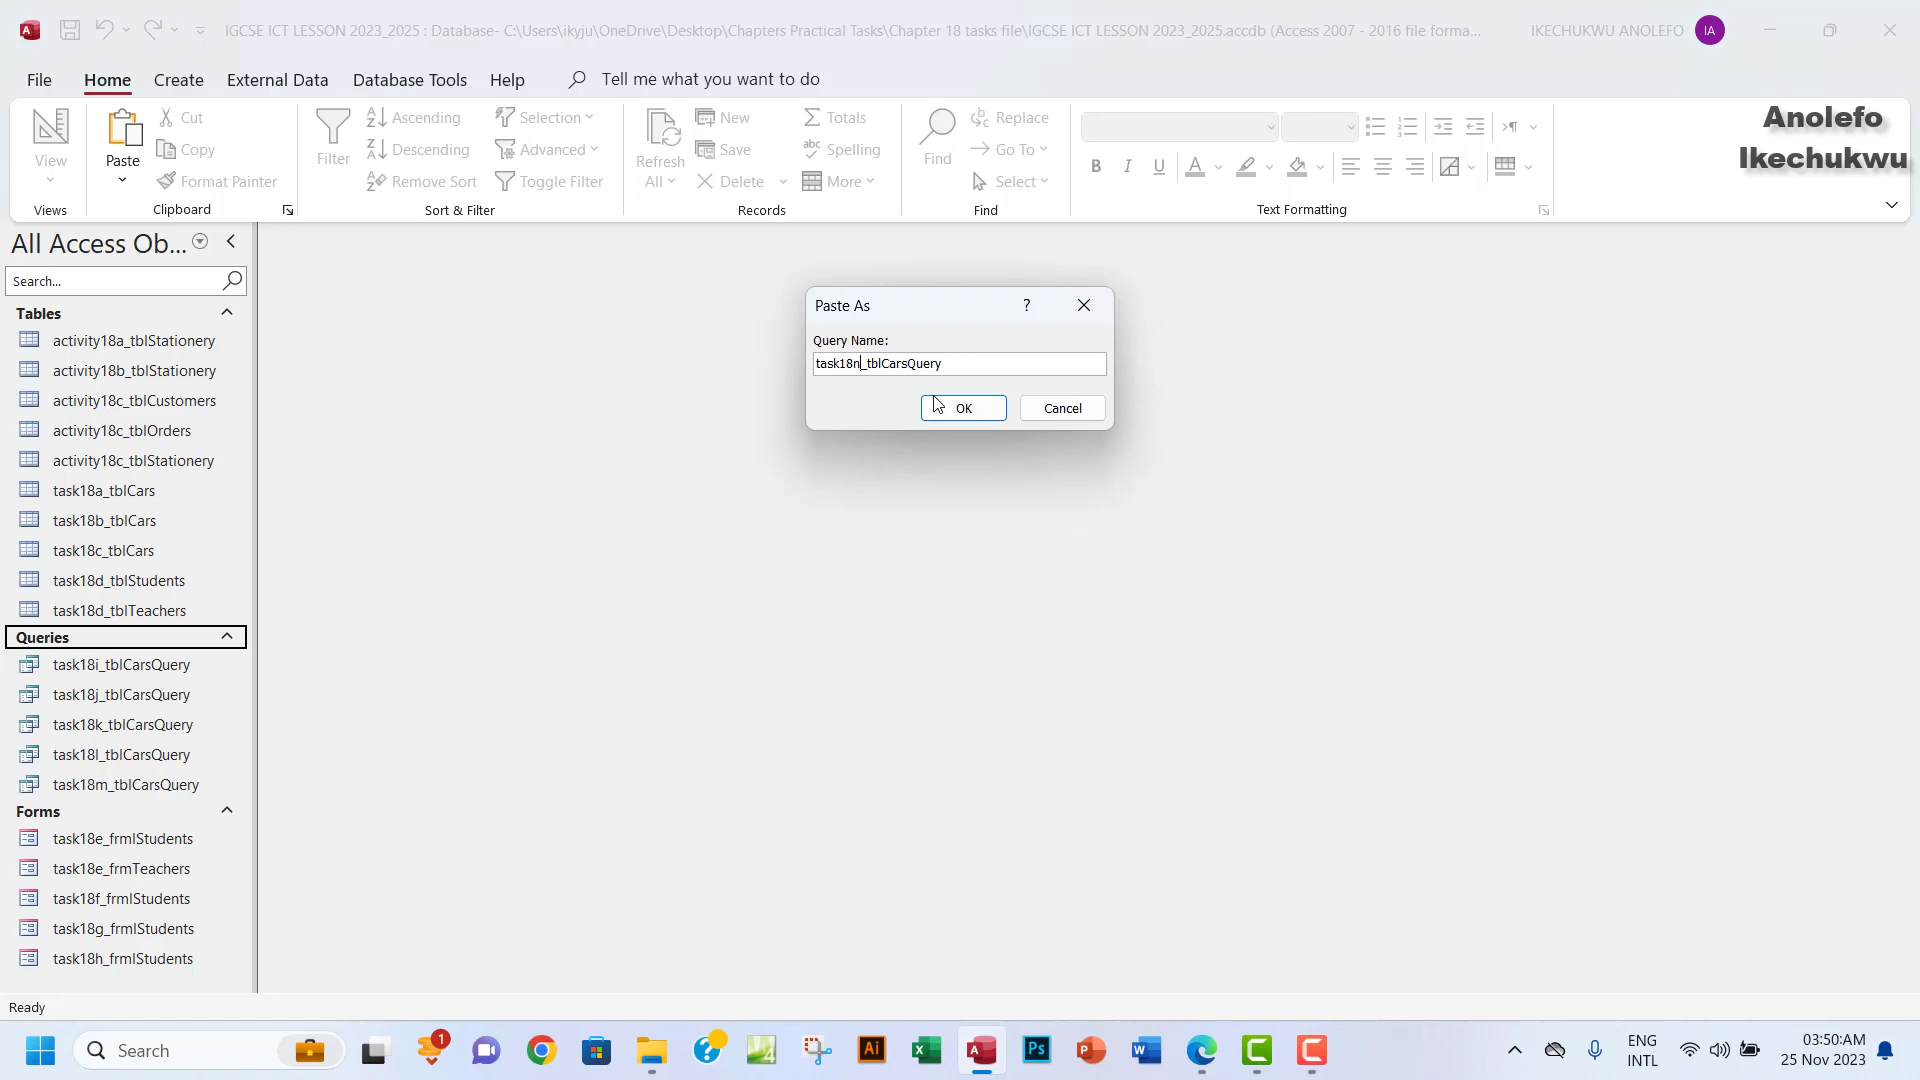 IGCSE ICT LESSON 2023_2025 : Database- C:\Users\ikyju\OneDrive\Desktop\Chapters Practical Tasks\Chapter 18 tasks file\IGCSE ICT LESSON 2023_2025.accdb (Access 2007 - 2016 file forma...
IKECHUKWU ANOLEFO
IA
File
Home
Create
External Data
Database Tools
Help
Tell me what you want to do
View
Views
Paste
Cut
Copy
Format Painter
Clipboard
Filter
Ascending
Descending
Remove Sort
Selection
Advanced
Toggle Filter
Sort & Filter
Refresh
All
New
Save
Delete
Totals
Spelling
More
Records
Find
Replace
Go To
Select
Find
B I U A
Text Formatting
Anolefo
Ikechukwu
All Access Ob...
Search...
Tables
activity18a_tblStationery
activity18b_tblStationery
activity18c_tblCustomers
activity18c_tblOrders
activity18c_tblStationery
task18a_tblCars
task18b_tblCars
task18c_tblCars
task18d_tblStudents
task18d_tblTeachers
Queries
task18i_tblCarsQuery
task18j_tblCarsQuery
task18k_tblCarsQuery
task18l_tblCarsQuery
task18m_tblCarsQuery
Forms
task18e_frmlStudents
task18e_frmTeachers
task18f_frmlStudents
task18g_frmlStudents
task18h_frmlStudents
Paste As
?
Query Name:
task18n_tblCarsQuery
OK
Cancel
Ready
Search
1
?
4
Ai
Ps
ENG
INTL
03:50:AM
25 Nov 2023